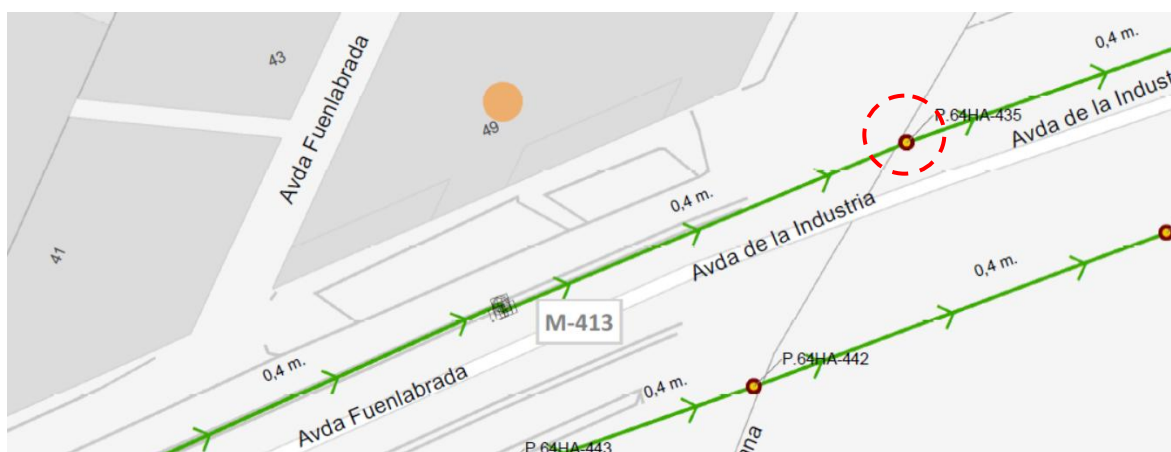 0,4 m.
43
Avda Fuenlabrada
49
P.64HA-435
Avda de la Indust
0,4 m.
Avda de la Industria
41
0,4 m.
M-413
P.64HA-442
0,4 m.
0,4 m.
Avda Fuenlabrada
P.64HA-443
ena